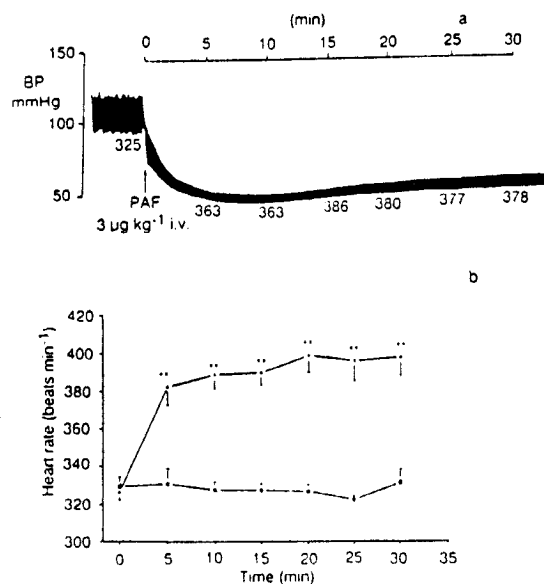 (min) a
0 5 10 15 20 25 30
150
BP
mmHg
100
325
50
PAF
363 363 386 380 377 378
3 μg kg⁻¹ i.v.
b
420
400
380
360
340
320
300
Heart rate (beats min⁻¹)
** ** ** ** ** **
0 5 10 15 20 25 30 35
Time (min)